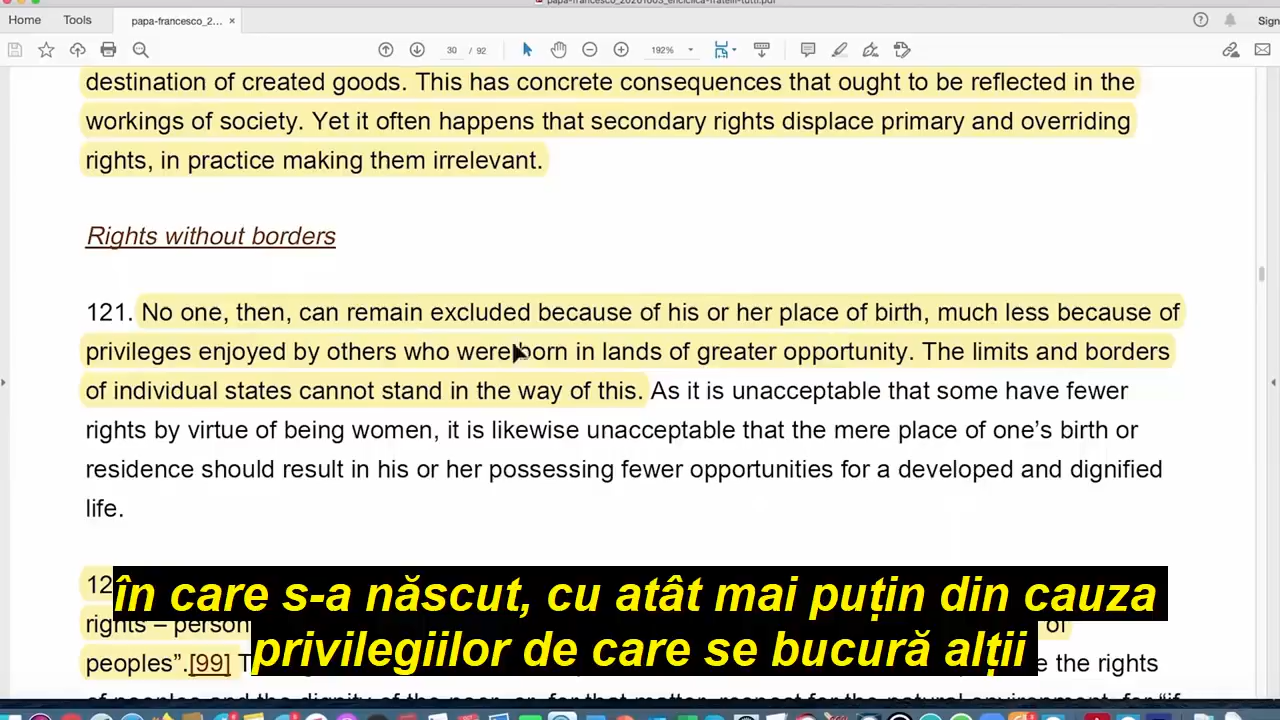 papa-francesco_20201003_enciclica-fratelli-tutti.pdf
Home Tools papa-francesco_2... × Sign
30 / 92 192%
destination of created goods. This has concrete consequences that ought to be reflected in the
workings of society. Yet it often happens that secondary rights displace primary and overriding
rights, in practice making them irrelevant.
Rights without borders
121. No one, then, can remain excluded because of his or her place of birth, much less because of
privileges enjoyed by others who were born in lands of greater opportunity. The limits and borders
of individual states cannot stand in the way of this. As it is unacceptable that some have fewer
rights by virtue of being women, it is likewise unacceptable that the mere place of one’s birth or
residence should result in his or her possessing fewer opportunities for a developed and dignified
life.
în care s-a născut, cu atât mai puțin din cauza
rights – of
privilegiilor de care se bucură alții
peoples”.[99] the rights